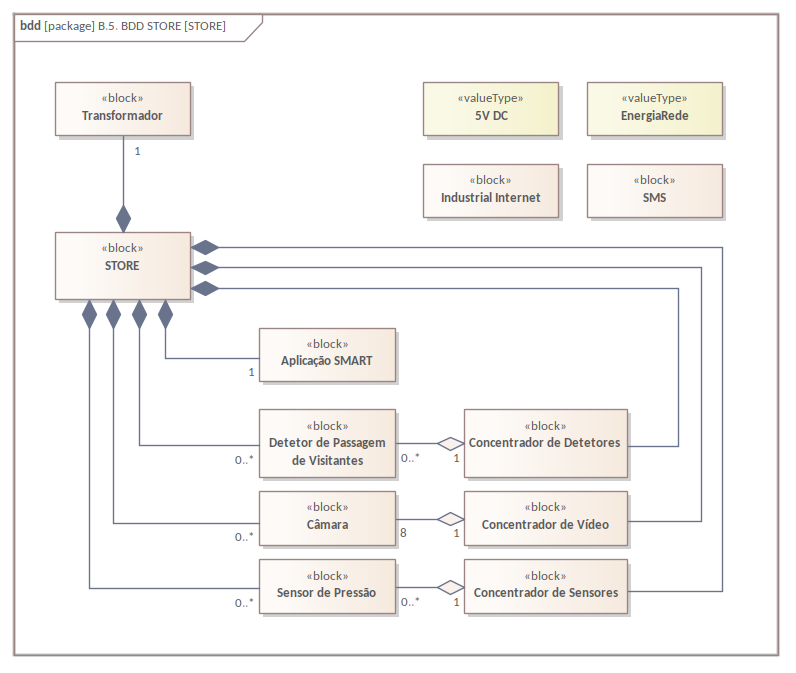 bdd [package] B.5. BDD STORE [STORE]
«block»
Transformador
1
«valueType»
5V DC
«valueType»
EnergiaRede
«block»
Industrial Internet
«block»
SMS
«block»
STORE
«block»
Aplicação SMART
1
«block»
Detetor de Passagem
de Visitantes
0..*
0..*
«block»
Concentrador de Detetores
1
«block»
Câmara
0..*
8
«block»
Concentrador de Vídeo
1
«block»
Sensor de Pressão
0..*
0..*
«block»
Concentrador de Sensores
1